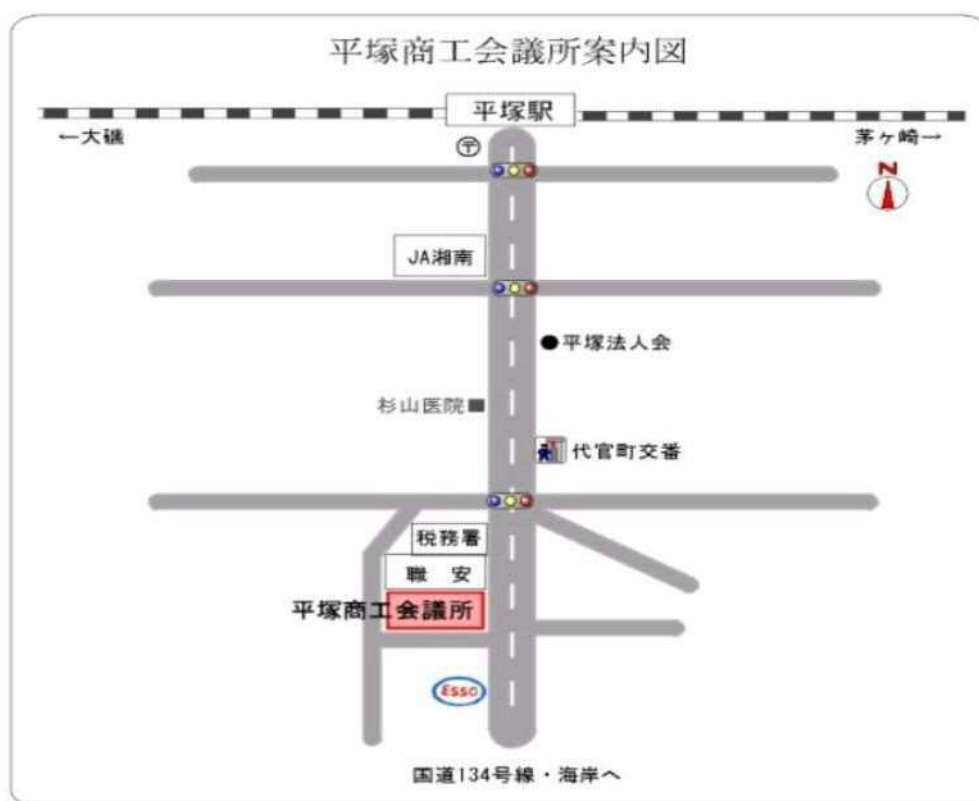 平塚商工会議所案内図
平塚駅
←大磯
茅ヶ崎→
〒
N
JA湘南
平塚法人会
杉山医院
代官町交番
税務署
職 安
平塚商工会議所
Esso
国道134号線・海岸へ